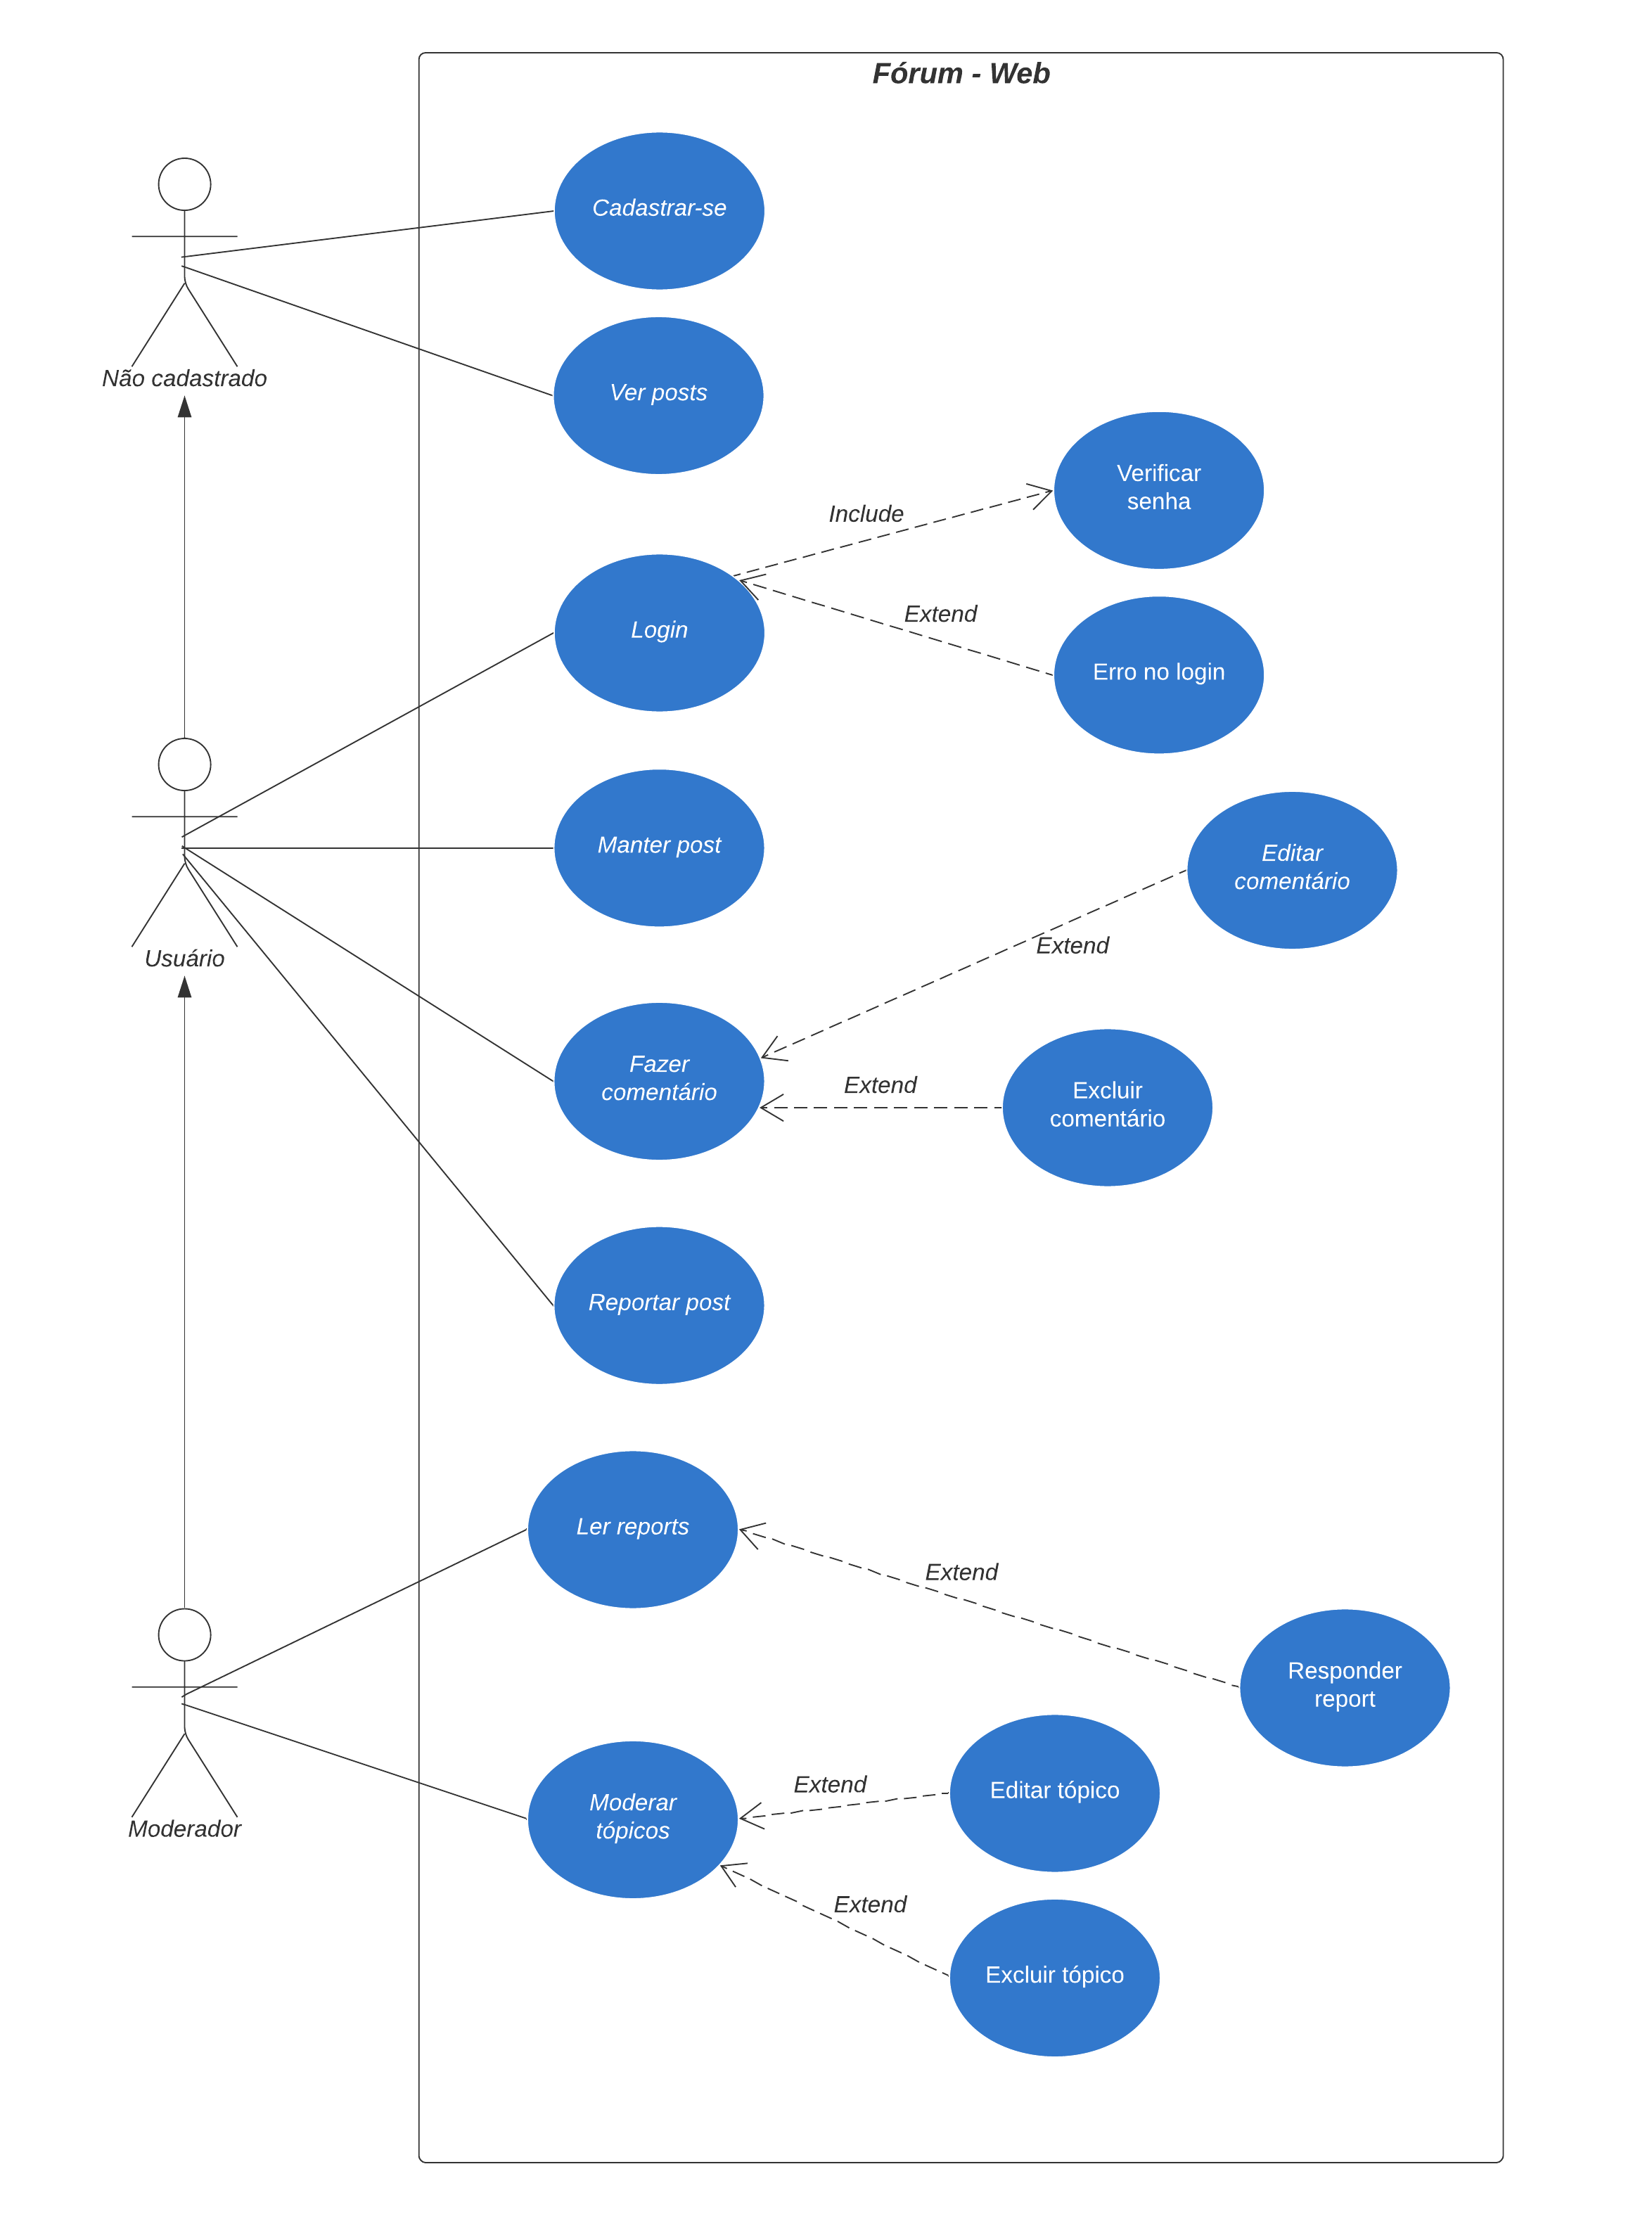 Fórum - Web
Cadastrar-se
Não cadastrado
Ver posts
Verificar
senha
Include
Login
Extend
Erro no login
Manter post
Editar
comentário
Usuário
Extend
Fazer
comentário
Extend
Excluir
comentário
Reportar post
Ler reports
Extend
Responder
report
Moderador
Moderar
tópicos
Extend
Editar tópico
Extend
Excluir tópico